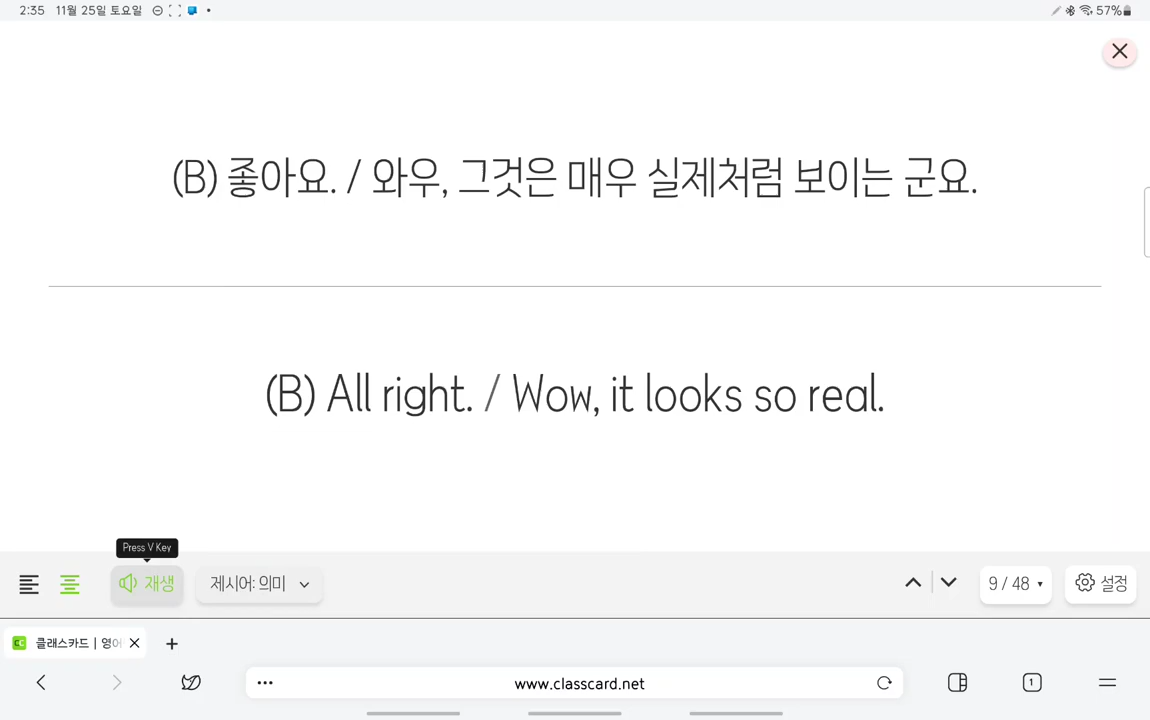 2:35 11월 25일 토요일
57%
(B) 좋아요. / 와우, 그것은 매우 실제처럼 보이는 군요.
(B) All right. / Wow, it looks so real.
Press V Key
재생
제시어: 의미
9 / 48
설정
클래스카드 | 영어
www.classcard.net
1